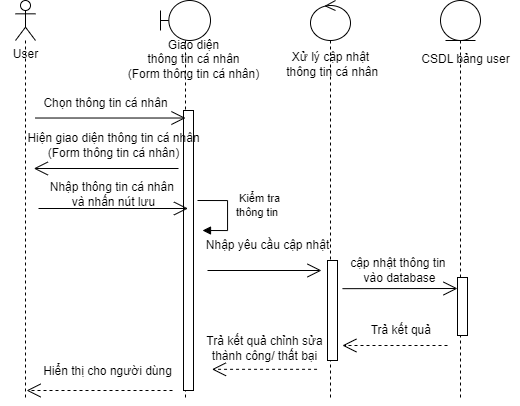 User
Giao diện
thông tin cá nhân
(Form thông tin cá nhân)
Xử lý cập nhật
thông tin cá nhân
CSDL bảng user
Chọn thông tin cá nhân
Hiện giao diện thông tin cá nhân
(Form thông tin cá nhân)
Nhập thông tin cá nhân
và nhấn nút lưu
Kiểm tra
thông tin
Nhập yêu cầu cập nhật
cập nhật thông tin
vào database
Trả kết quả
Trả kết quả chỉnh sửa
thành công/ thất bại
Hiển thị cho người dùng